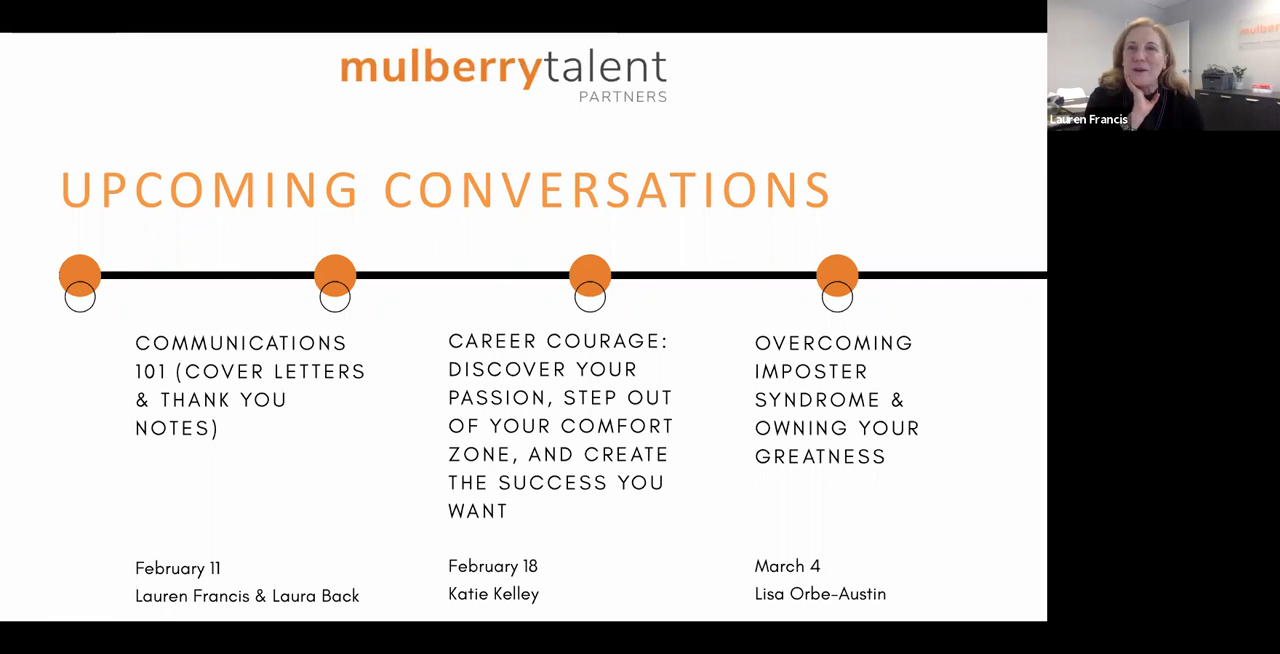 mulberrytalent
PARTNERS
Lauren Francis
UPCOMING CONVERSATIONS
COMMUNICATIONS
101 (COVER LETTERS
& THANK YOU
NOTES)
February 11
Lauren Francis & Laura Back
CAREER COURAGE:
DISCOVER YOUR
PASSION, STEP OUT
OF YOUR COMFORT
ZONE, AND CREATE
THE SUCCESS YOU
WANT
February 18
Katie Kelley
OVERCOMING
IMPOSTER
SYNDROME &
OWNING YOUR
GREATNESS
March 4
Lisa Orbe-Austin